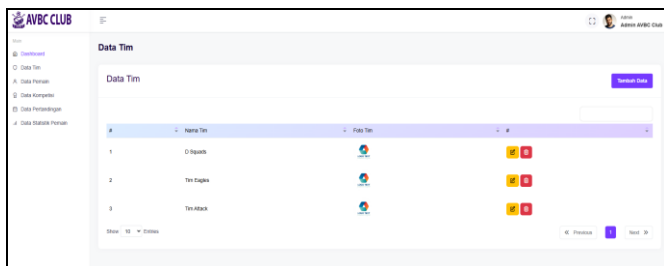 AVBC CLUB
Admin
Admin AVBC Club
Dashboard
Data Tim
Data Pemain
Data Kompetisi
Data Pertandingan
Data Statistik Pemain
Data Tim
Data Tim
Tambah Data
# Nama Tim Foto Tim #
1 D Squads
2 Tim Eagles
3 Tim Attack
Show 10 Entries
Previous 1 Next